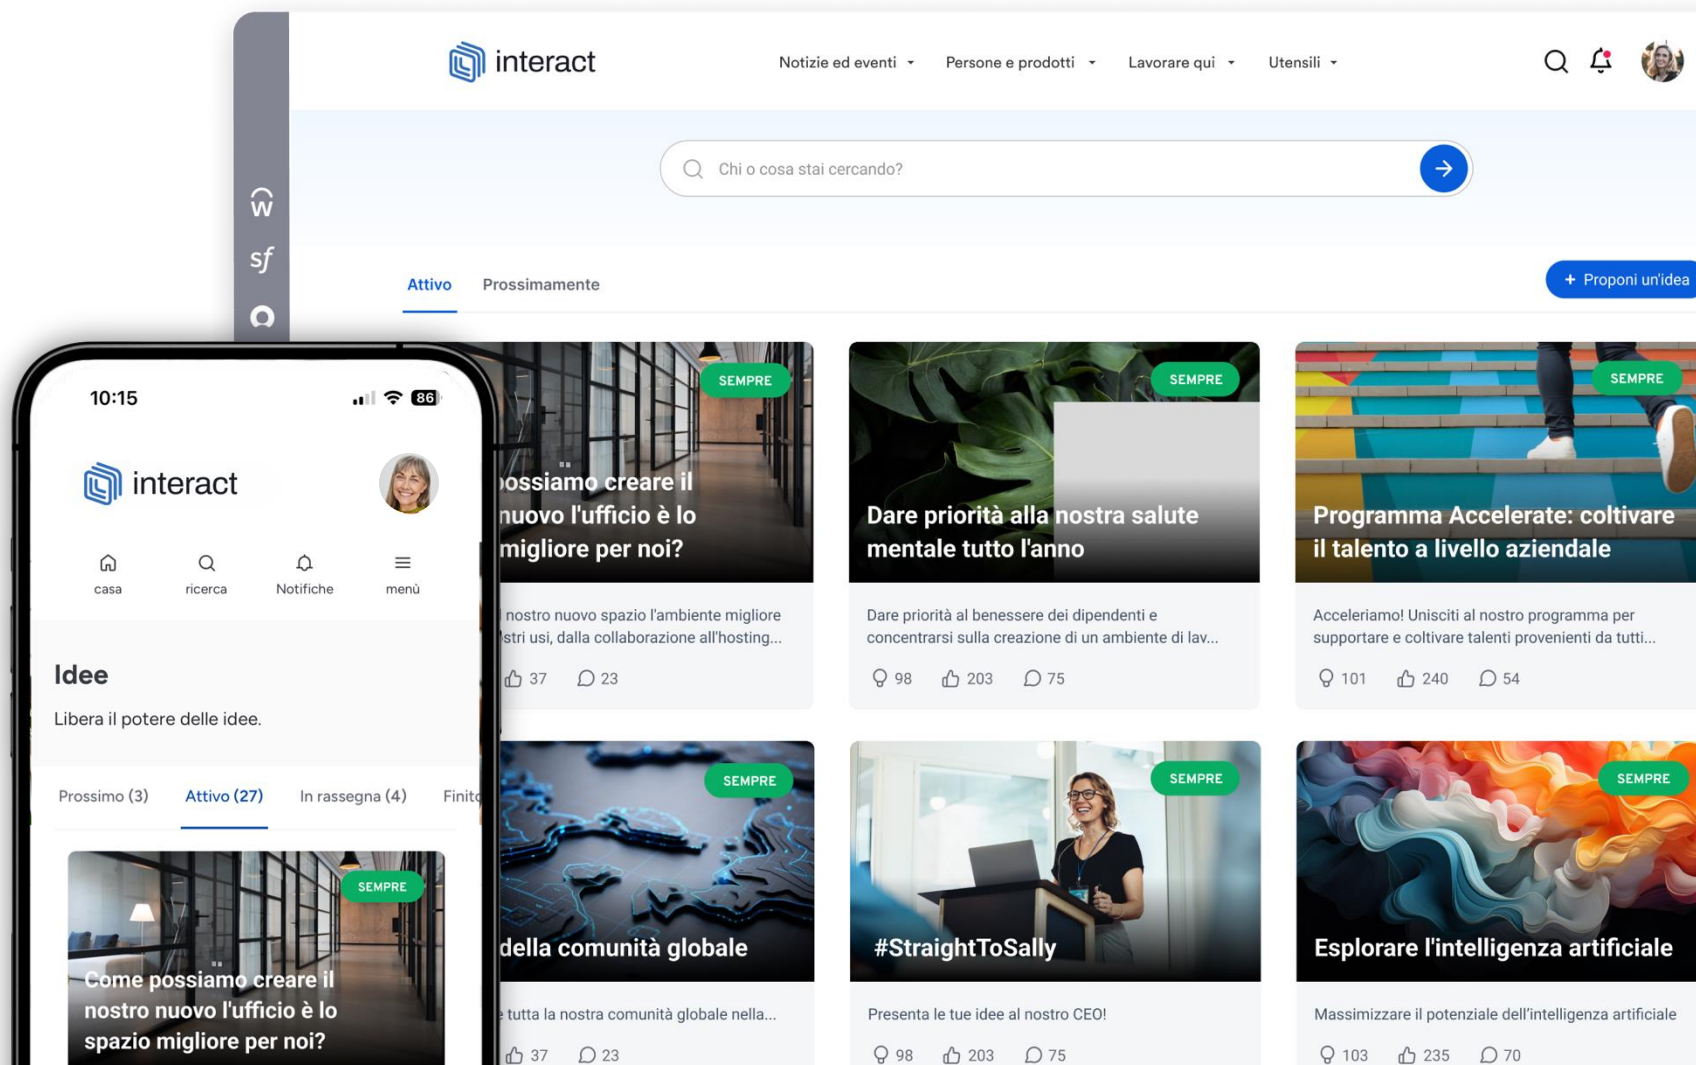 interact
Notizie ed eventi
Persone e prodotti
Lavorare qui
Utensili
Chi o cosa stai cercando?
w
sf
Attivo
Prossimamente
+ Proponi un'idea
SEMPRE
possiamo creare il
nuovo l'ufficio è lo
migliore per noi?
nostro nuovo spazio l'ambiente migliore
usi, dalla collaborazione all'hosting...
37
23
SEMPRE
Dare priorità alla nostra salute
mentale tutto l'anno
Dare priorità al benessere dei dipendenti e
concentrarsi sulla creazione di un ambiente di lav...
98
203
75
SEMPRE
Programma Accelerate: coltivare
il talento a livello aziendale
Acceleriamo! Unisciti al nostro programma per
supportare e coltivare talenti provenienti da tutti...
101
240
54
SEMPRE
della comunità globale
tutta la nostra comunità globale nella...
37
23
SEMPRE
#StraightToSally
Presenta le tue idee al nostro CEO!
98
203
75
SEMPRE
Esplorare l'intelligenza artificiale
Massimizzare il potenziale dell'intelligenza artificiale
103
235
70
10:15
86
interact
casa
ricerca
Notifiche
menù
Idee
Libera il potere delle idee.
Prossimo (3)
Attivo (27)
In rassegna (4)
Finito
SEMPRE
Come possiamo creare il
nostro nuovo l'ufficio è lo
spazio migliore per noi?